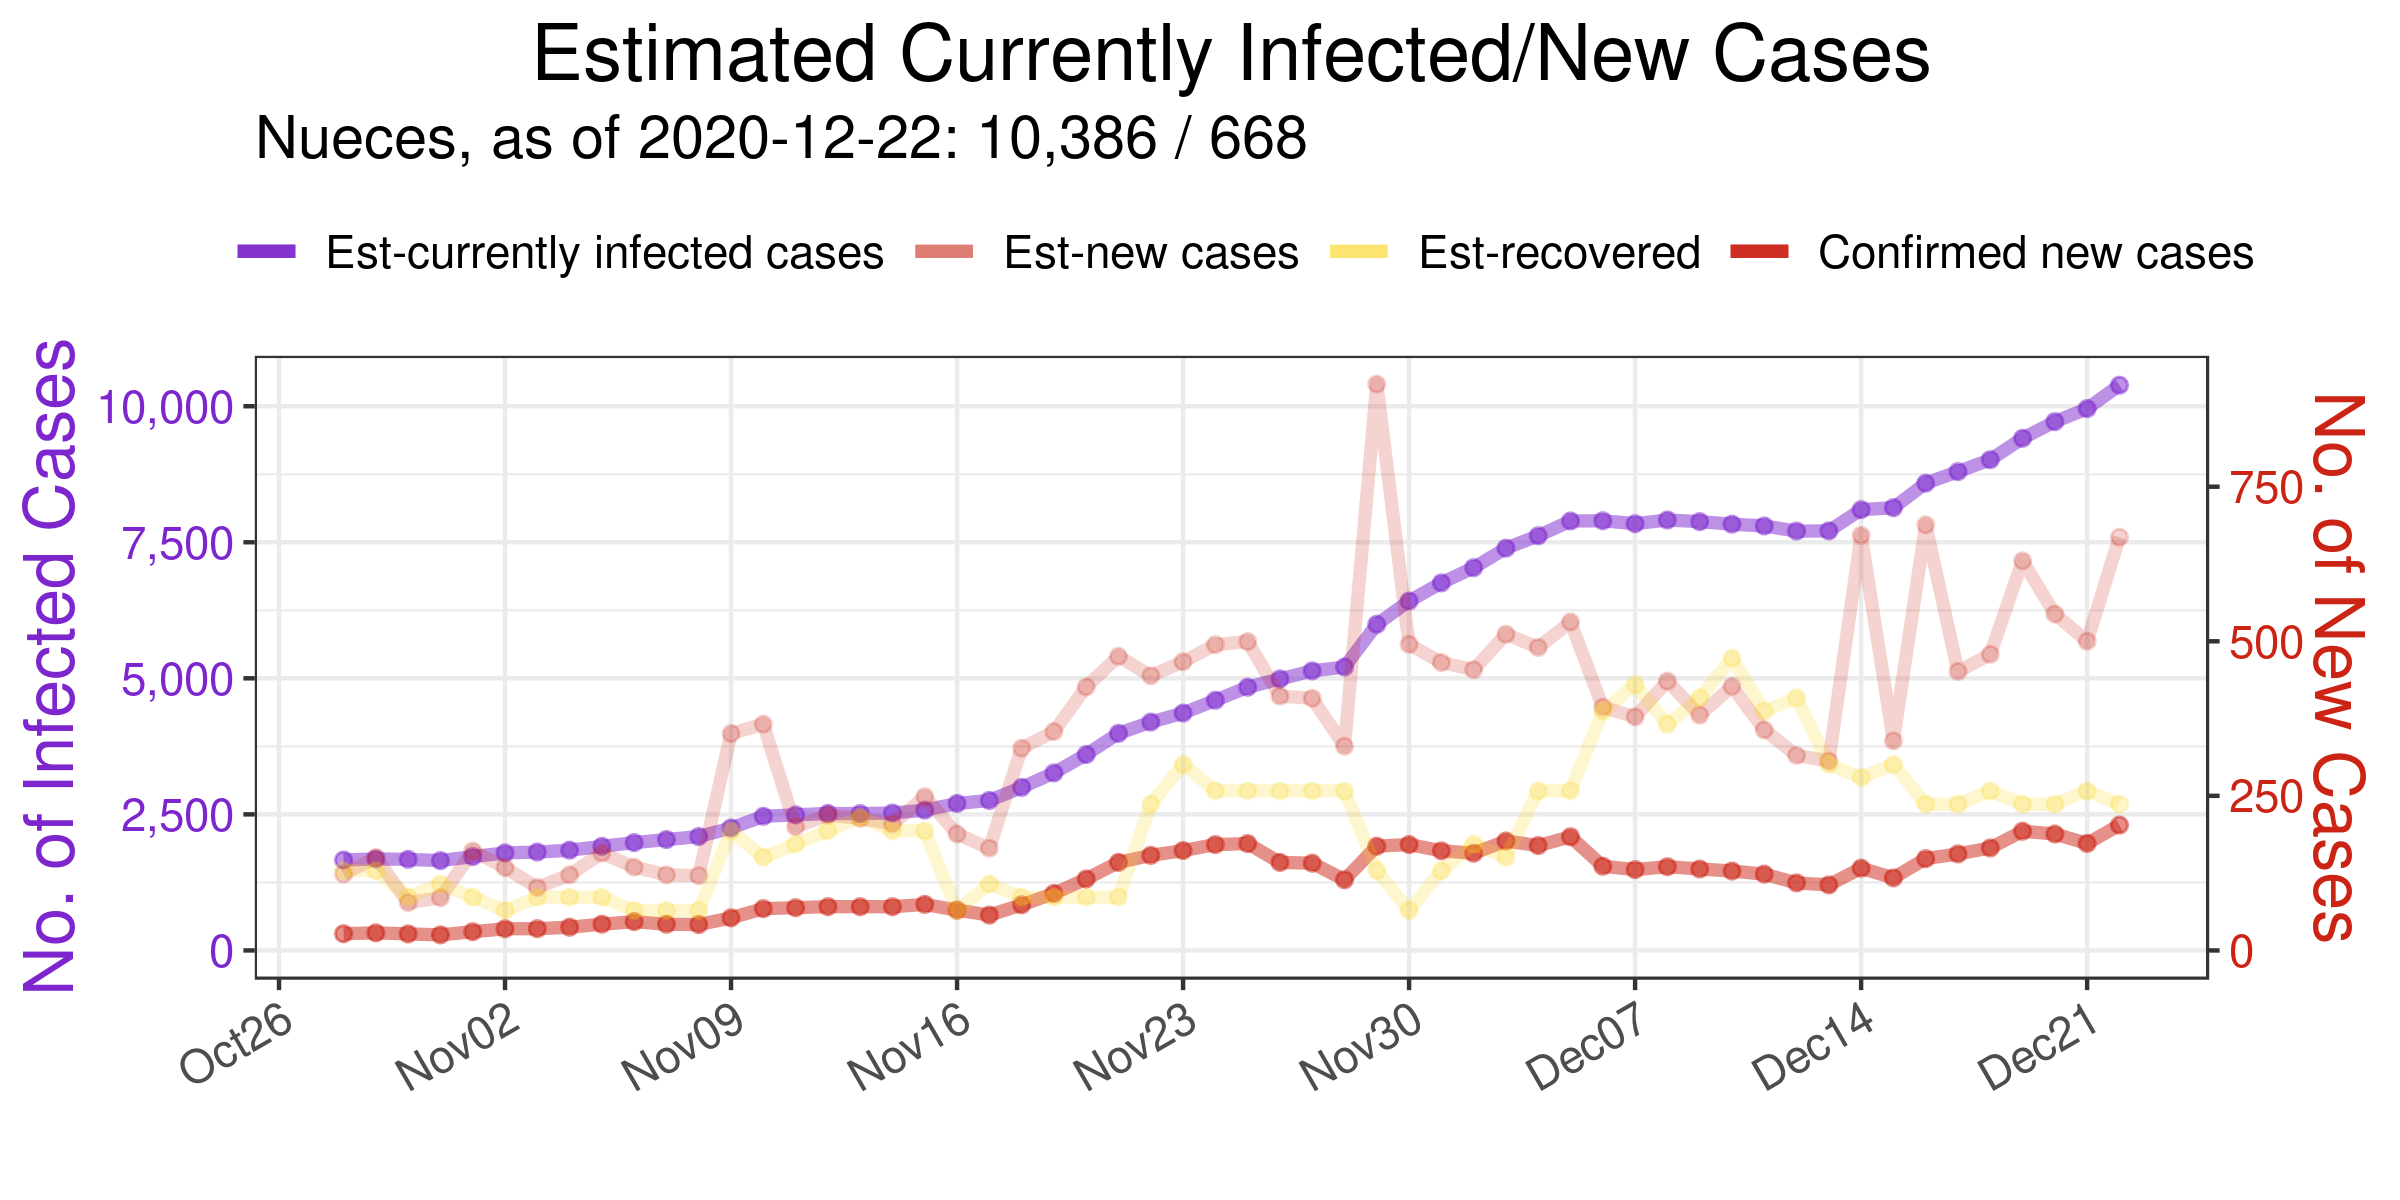 Estimated Currently Infected/New Cases
Nueces, as of 2020-12-22: 10,386 / 668
Est-currently infected cases Est-new cases Est-recovered Confirmed new cases
No. of Infected Cases
10,000
7,500
5,000
2,500
0
No. of New Cases
750
500
250
0
Oct26 Nov02 Nov09 Nov16 Nov23 Nov30 Dec07 Dec14 Dec21